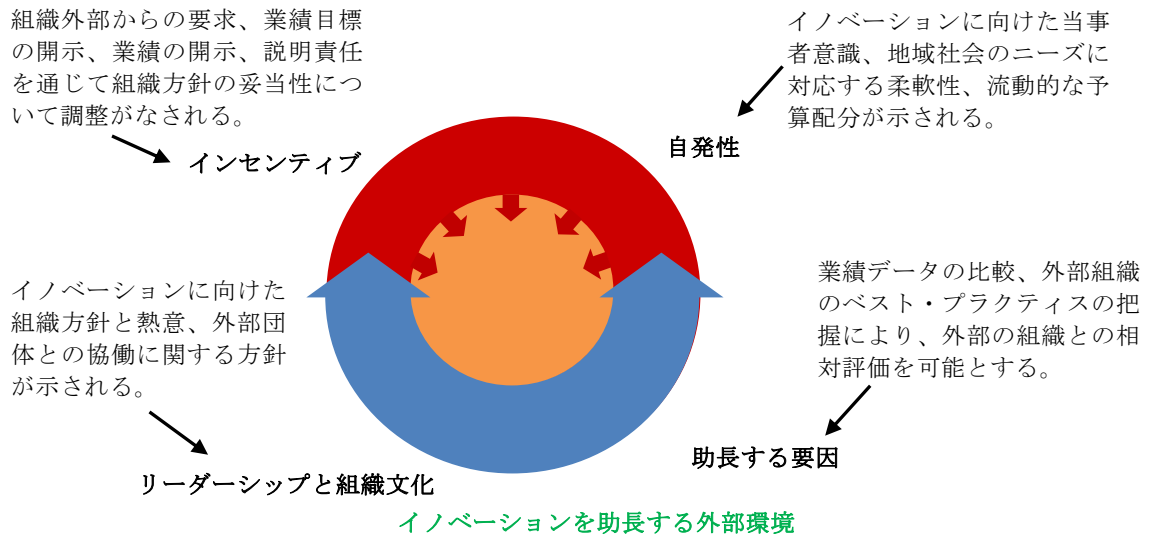 組織外部からの要求、業績目標
の開示、業績の開示、説明責任
を通じて組織方針の妥当性につ
いて調整がなされる。
インセンティブ
イノベーションに向けた当事
者意識、地域社会のニーズに
対応する柔軟性、流動的な予
算配分が示される。
自発性
イノベーションに向けた
組織方針と熱意、外部団
体との協働に関する方針
が示される。
リーダーシップと組織文化
業績データの比較、外部組織
のベスト・プラクティスの把
握により、外部の組織との相
対評価を可能とする。
助長する要因
イノベーションを助長する外部環境